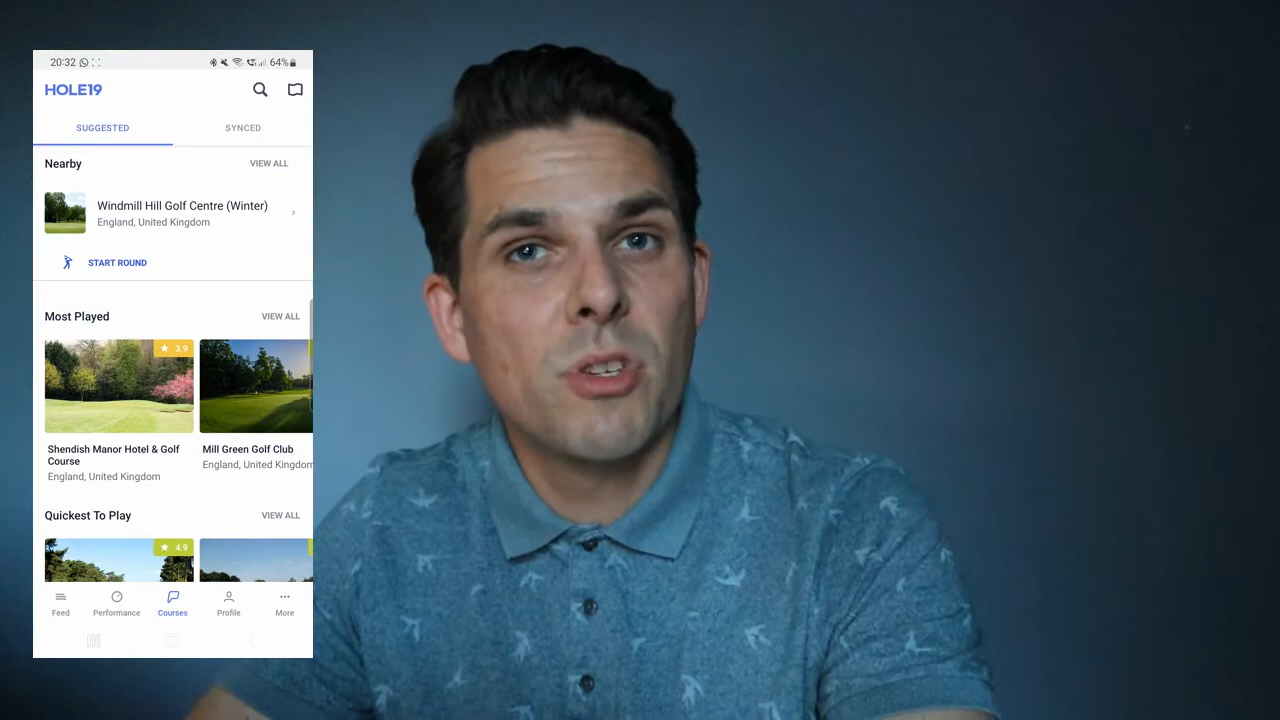 20:32 64%
HOLE19
SUGGESTED SYNCED
Nearby VIEW ALL
Windmill Hill Golf Centre (Winter)
England, United Kingdom
START ROUND
Most Played VIEW ALL
3.9
Shendish Manor Hotel & Golf
Course
England, United Kingdom
Mill Green Golf Club
England, United Kingdom
Quickest To Play VIEW ALL
4.9
Feed Performance Courses Profile More